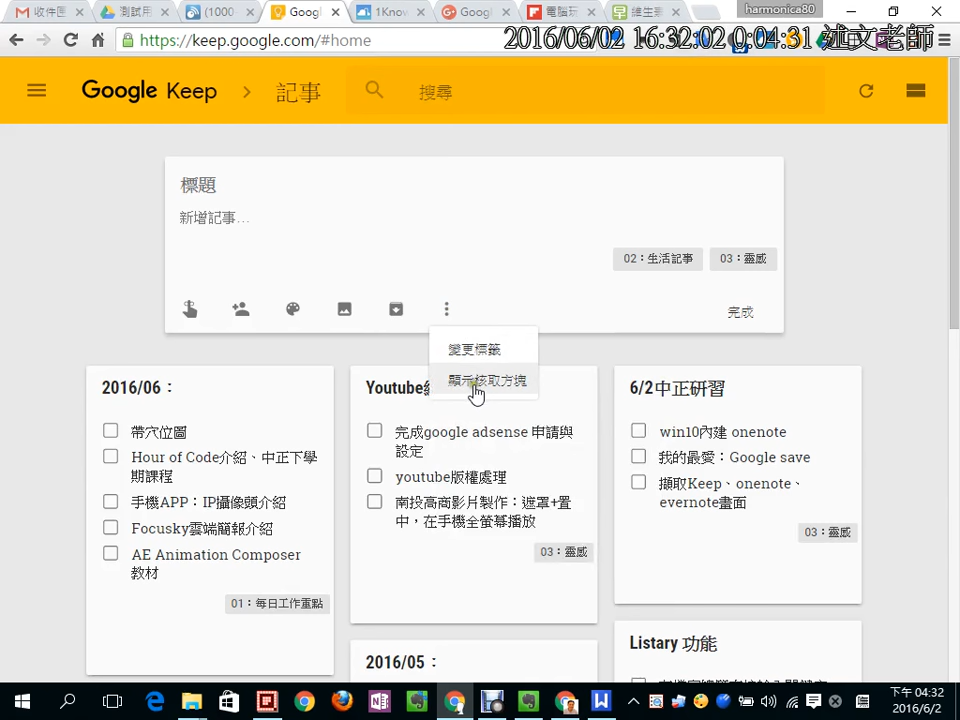 收件匣
測試用
(1000
Googl
1Know
Googl
電腦玩
維生素
harmonica80
https://keep.google.com/#home
2016/06/02 16:32:02 0:04:31 述文老師
Google Keep
記事
搜尋
標題
新增記事…
02：生活記事
03：靈感
完成
變更標籤
顯示核取方塊
2016/06：
帶穴位圖
Hour of Code介紹、中正下學
期課程
手機APP：IP攝像頭介紹
Focusky雲端簡報介紹
AE Animation Composer
教材
01：每日工作重點
Youtube
完成google adsense 申請與
設定
youtube版權處理
南投高商影片製作：遮罩+置
中，在手機全螢幕播放
03：靈感
6/2中正研習
win10內建 onenote
我的最愛：Google save
擷取Keep、onenote、
evernote畫面
03：靈感
2016/05：
Listary 功能
下午 04:32
2016/6/2